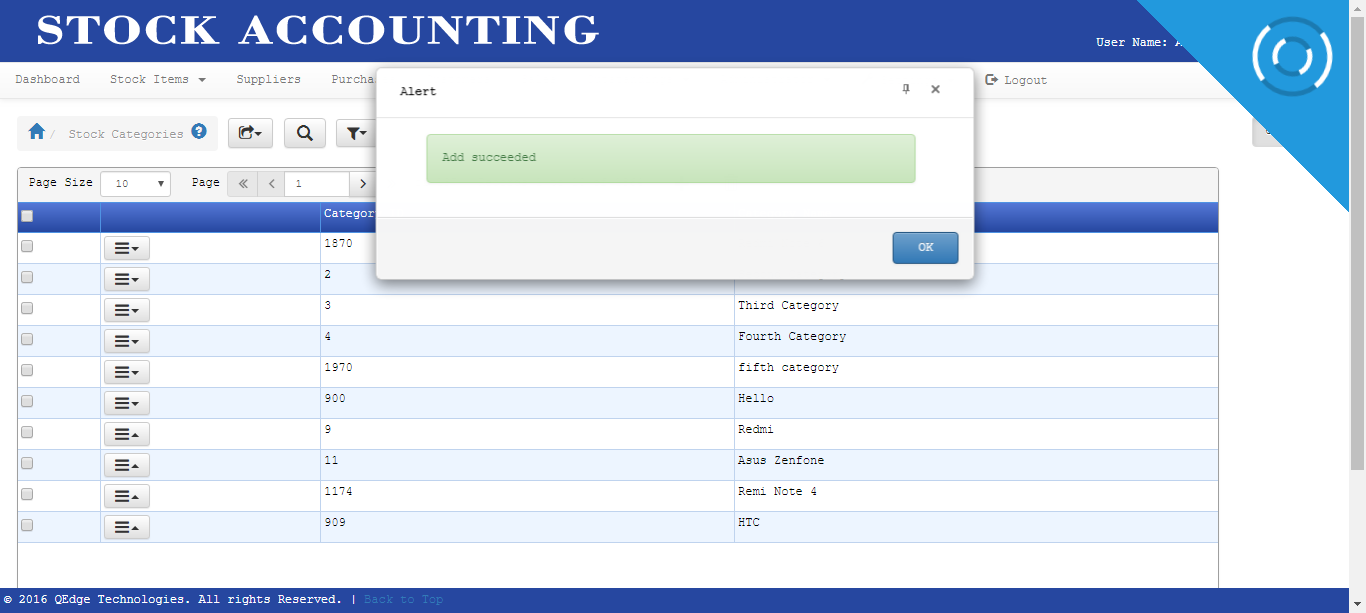 STOCK ACCOUNTING
User Name:
Dashboard Stock Items Suppliers Logout
Alert
/ Stock Categories
Add succeeded
Page Size 10 Page 1
OK
1870
2
3 Third Category
4 Fourth Category
1970 fifth category
900 Hello
9 Redmi
11 Asus Zenfone
1174 Remi Note 4
909 HTC
© 2016 QEdge Technologies. All rights Reserved. | Back to Top